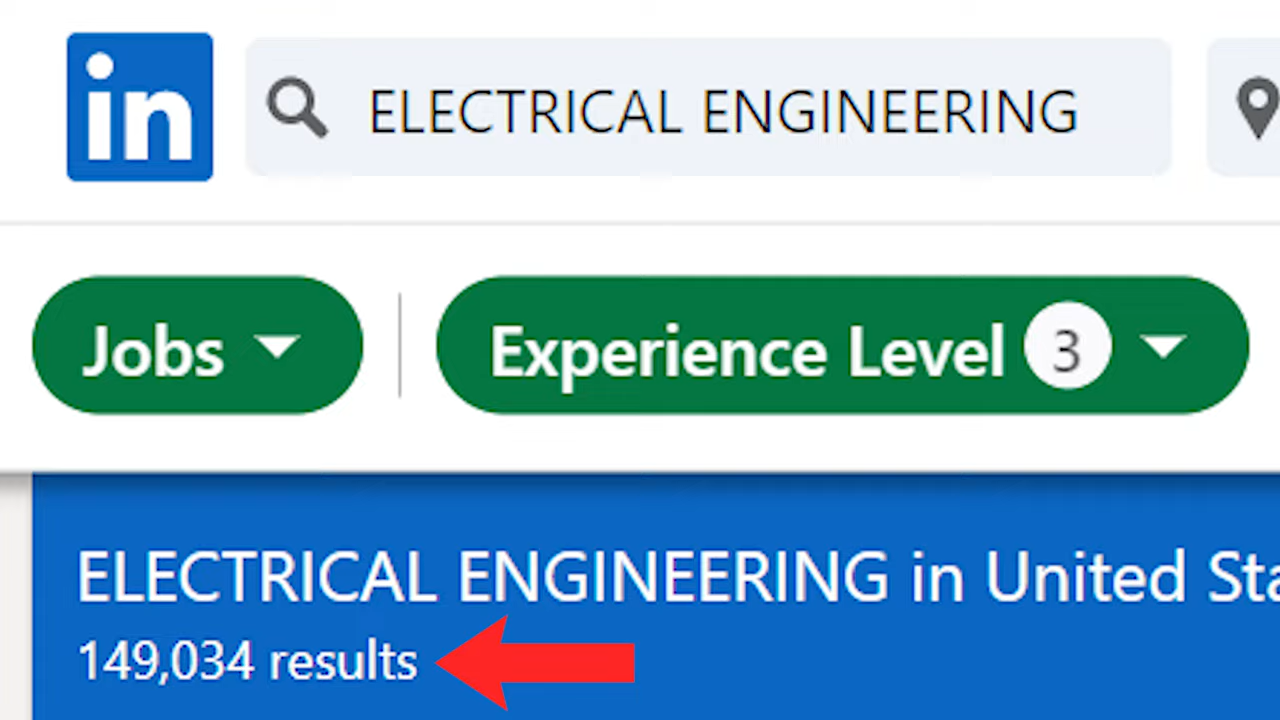 in
ELECTRICAL ENGINEERING
Jobs
Experience Level 3
ELECTRICAL ENGINEERING in United Sta
149,034 results